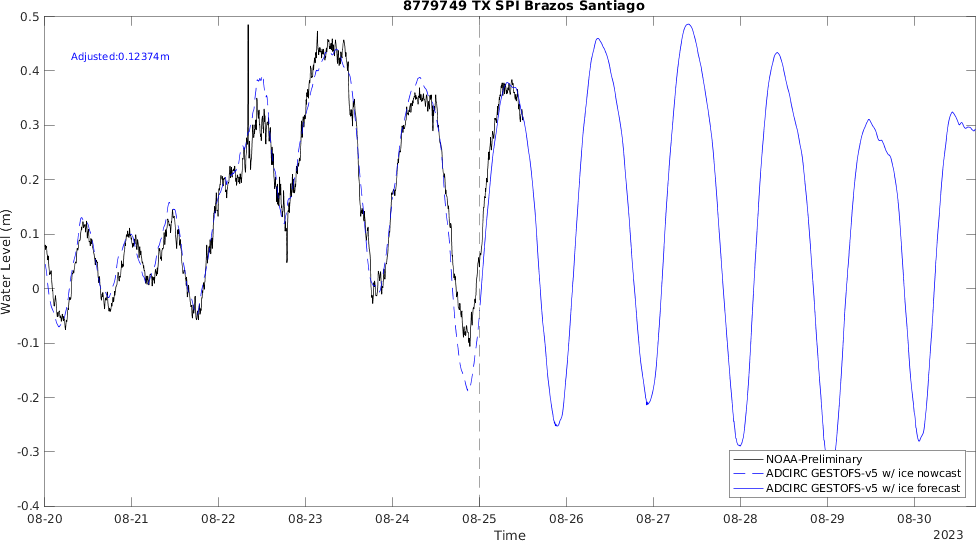 8779749 TX SPI Brazos Santiago
Adjusted:0.12374m
Water Level (m)
0.5
0.4
0.3
0.2
0.1
0
-0.1
-0.2
-0.3
-0.4
NOAA-Preliminary
ADCIRC GESTOFS-v5 w/ ice nowcast
ADCIRC GESTOFS-v5 w/ ice forecast
08-20 08-21 08-22 08-23 08-24 08-25 08-26 08-27 08-28 08-29 08-30
Time
2023